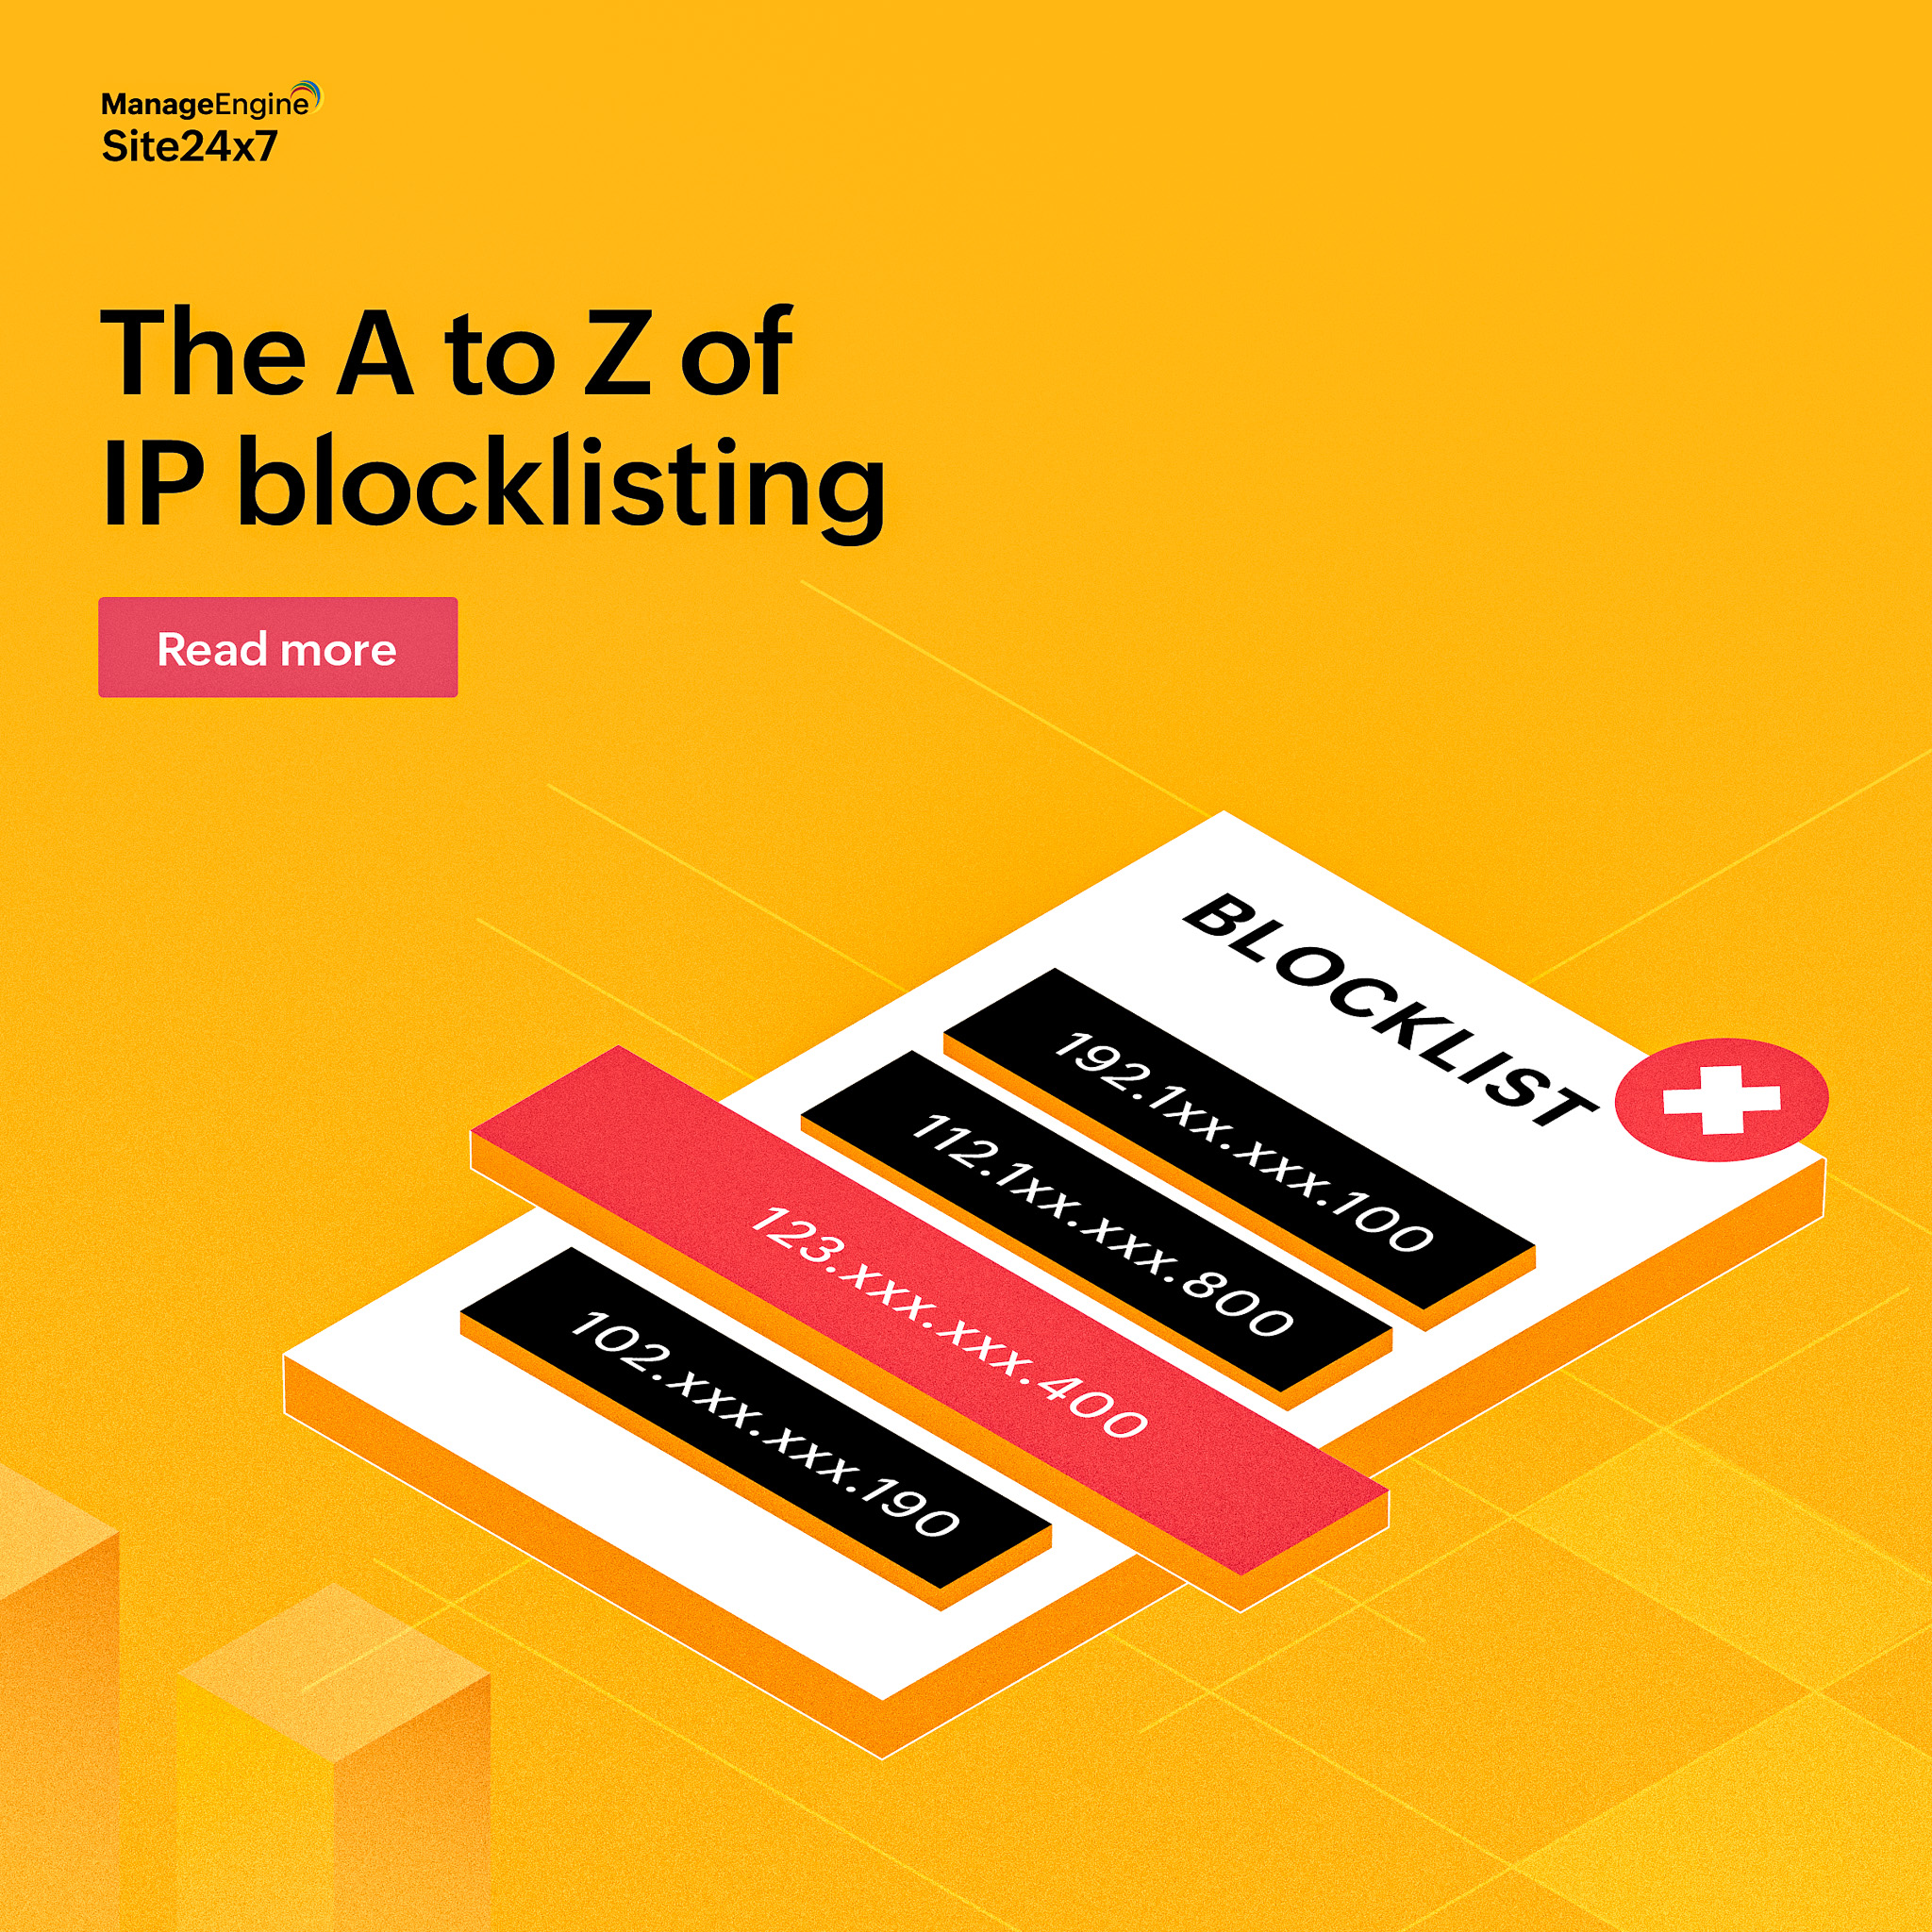 ManageEngine
Site24x7
The A to Z of
IP blocklisting
Read more
BLOCKLIST
192.1xx.xxx.100
112.1xx.xxx.800
123.xxx.xxx.400
102.xxx.xxx.190